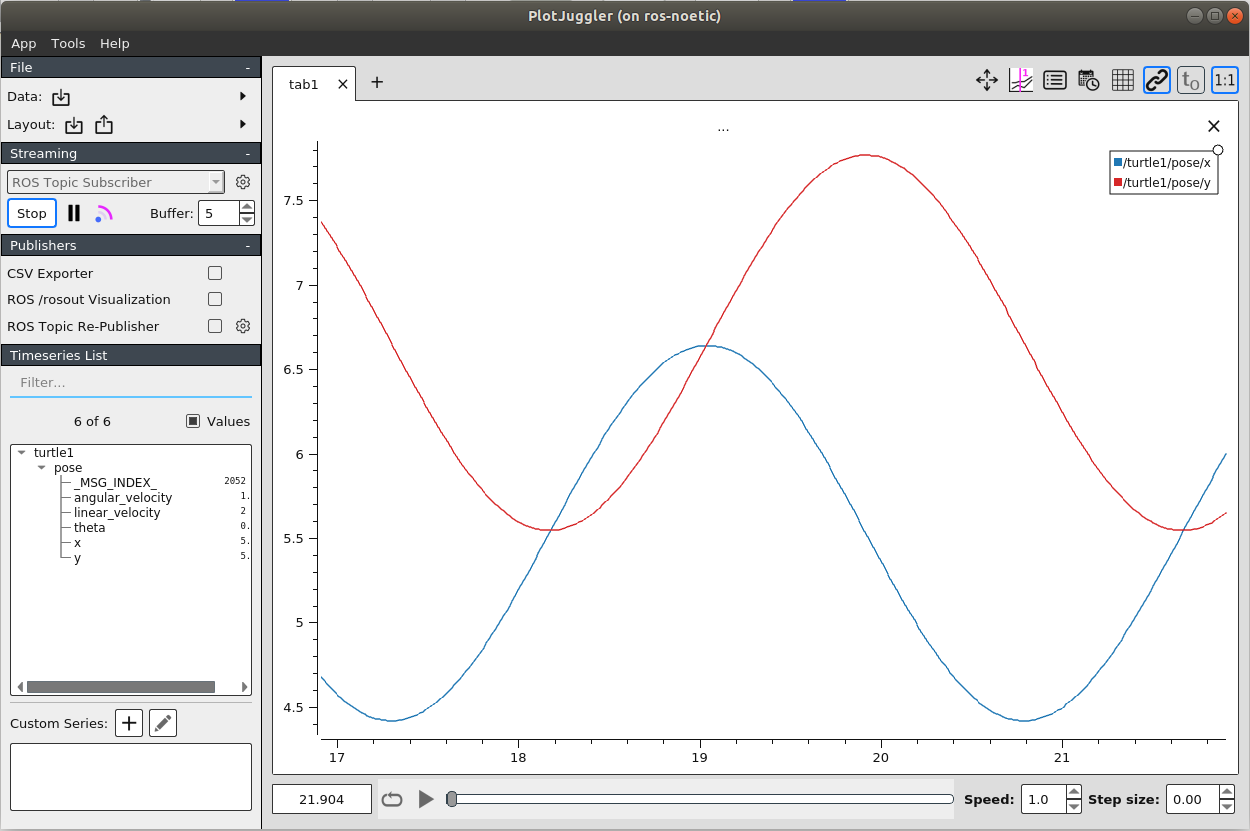 PlotJuggler (on ros-noetic)
App Tools Help
File -
Data:
Layout:
Streaming -
ROS Topic Subscriber
Stop Buffer: 5
Publishers -
CSV Exporter
ROS /rosout Visualization
ROS Topic Re-Publisher
Timeseries List
Filter...
6 of 6 Values
turtle1
pose
_MSG_INDEX_ 2052
angular_velocity 1.
linear_velocity 2
theta 0.
x 5.
y 5.
Custom Series:
tab1
1 t0 1:1
...
/turtle1/pose/x
/turtle1/pose/y
7.5
7
6.5
6
5.5
5
4.5
17 18 19 20 21
21.904 Speed: 1.0 Step size: 0.00